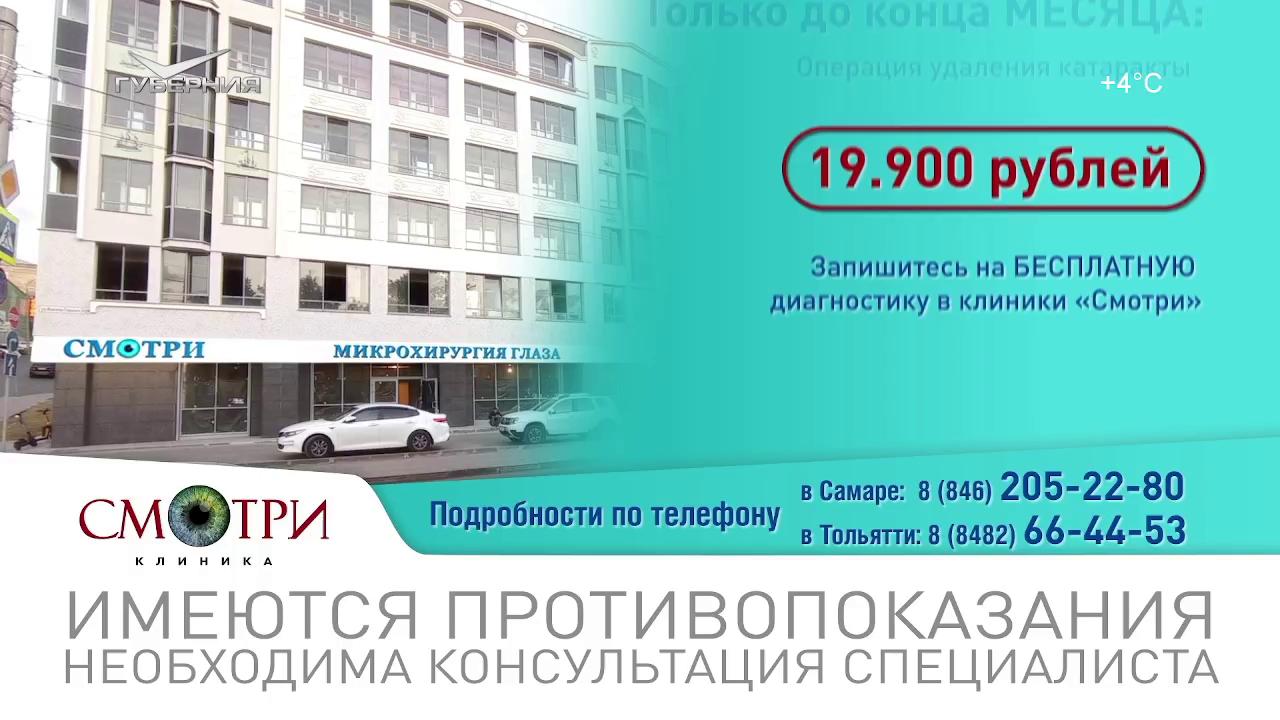 Только до конца МЕСЯЦА:
Операция удаления катаракты
ГУБЕРНИЯ
+4°C
19.900 рублей
Запишитесь на БЕСПЛАТНУЮ
диагностику в клиники «Смотри»
СМОТРИ
МИКРОХИРУРГИЯ ГЛАЗА
СМОТРИ
КЛИНИКА
Подробности по телефону
в Самаре: 8 (846) 205-22-80
в Тольятти: 8 (8482) 66-44-53
ИМЕЮТСЯ ПРОТИВОПОКАЗАНИЯ
НЕОБХОДИМА КОНСУЛЬТАЦИЯ СПЕЦИАЛИСТА